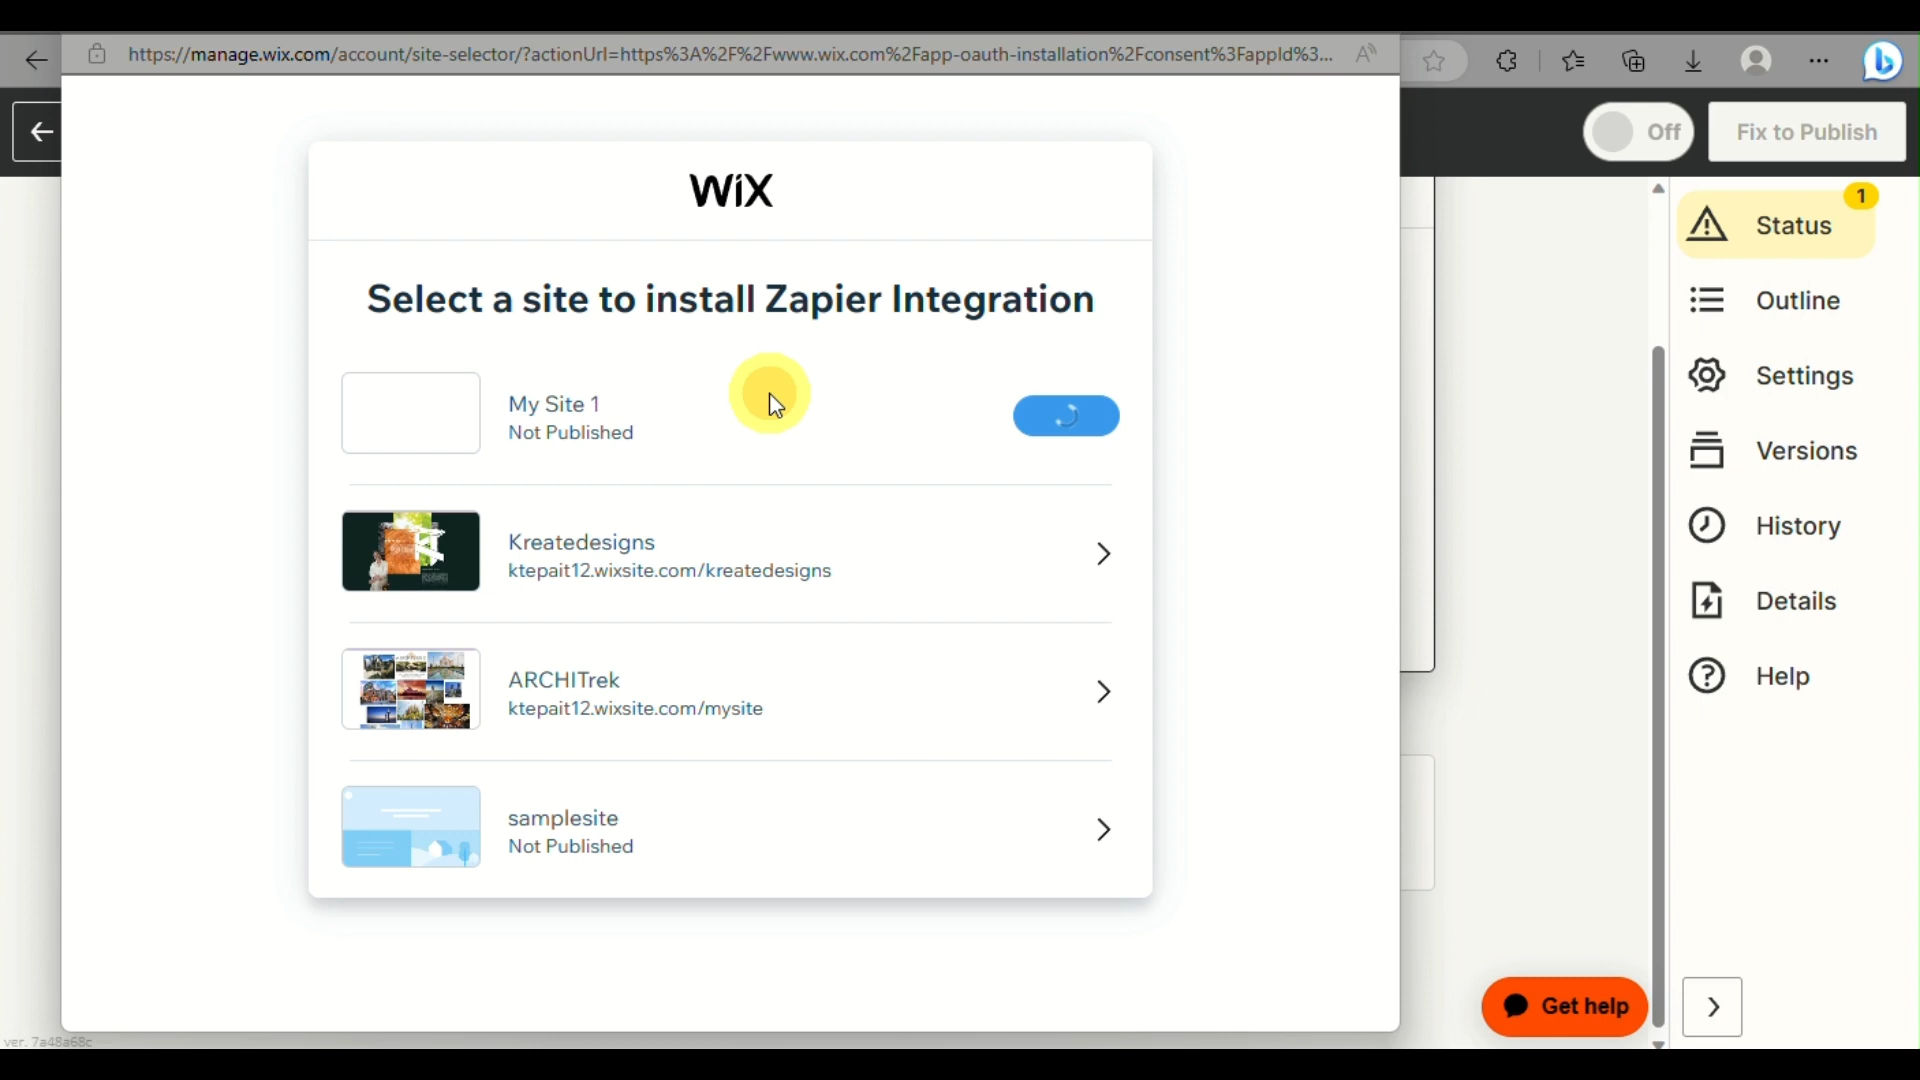 https://manage.wix.com/account/site-selector/?actionUrl=https%3A%2F%2Fwww.wix.com%2Fapp-oauth-installation%2Fconsent%3FappId%3...
Off
Fix to Publish
WiX
Select a site to install Zapier Integration
My Site 1
Not Published
Kreatedesigns
ktepait12.wixsite.com/kreatedesigns
ARCHITrek
ktepait12.wixsite.com/mysite
samplesite
Not Published
1
Status
Outline
Settings
Versions
History
Details
Help
Get help
ver. 7a48a68c